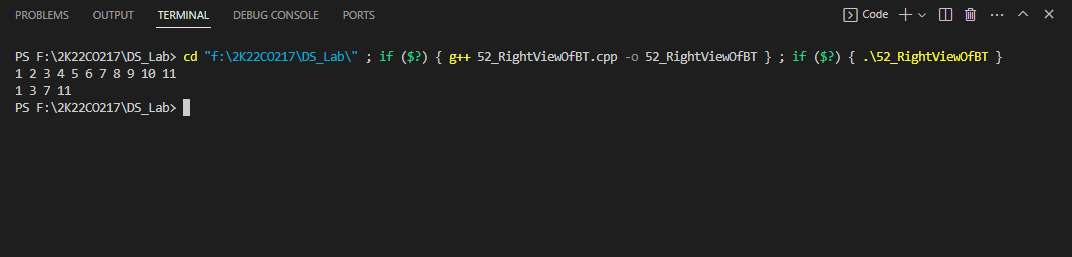 PROBLEMS OUTPUT TERMINAL DEBUG CONSOLE PORTS Code
PS F:\2K22CO217\DS_Lab> cd "f:\2K22CO217\DS_Lab\" ; if ($?) { g++ 52_RightViewOfBT.cpp -o 52_RightViewOfBT } ; if ($?) { .\52_RightViewOfBT }
1 2 3 4 5 6 7 8 9 10 11
1 3 7 11
PS F:\2K22CO217\DS_Lab>